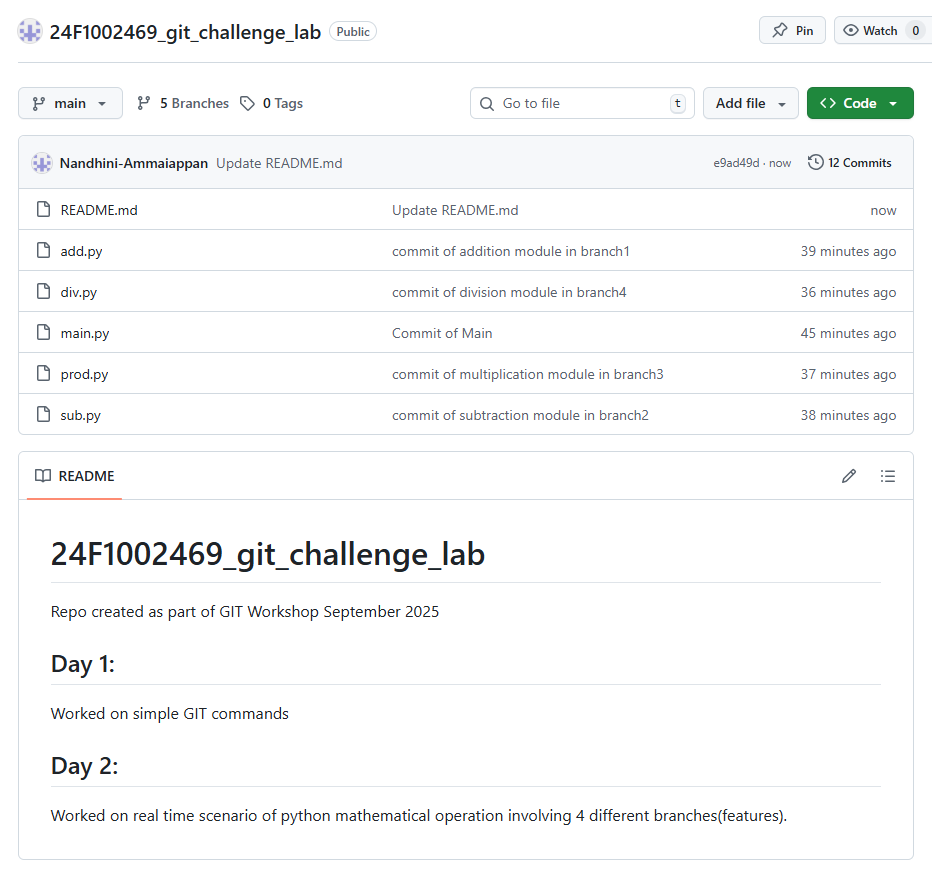 24F1002469_git_challenge_lab Public Pin Watch 0
main 5 Branches 0 Tags Go to file t Add file Code
Nandhini-Ammaiappan Update README.md e9ad49d · now 12 Commits
README.md Update README.md now
add.py commit of addition module in branch1 39 minutes ago
div.py commit of division module in branch4 36 minutes ago
main.py Commit of Main 45 minutes ago
prod.py commit of multiplication module in branch3 37 minutes ago
sub.py commit of subtraction module in branch2 38 minutes ago
README
24F1002469_git_challenge_lab
Repo created as part of GIT Workshop September 2025
Day 1:
Worked on simple GIT commands
Day 2:
Worked on real time scenario of python mathematical operation involving 4 different branches(features).